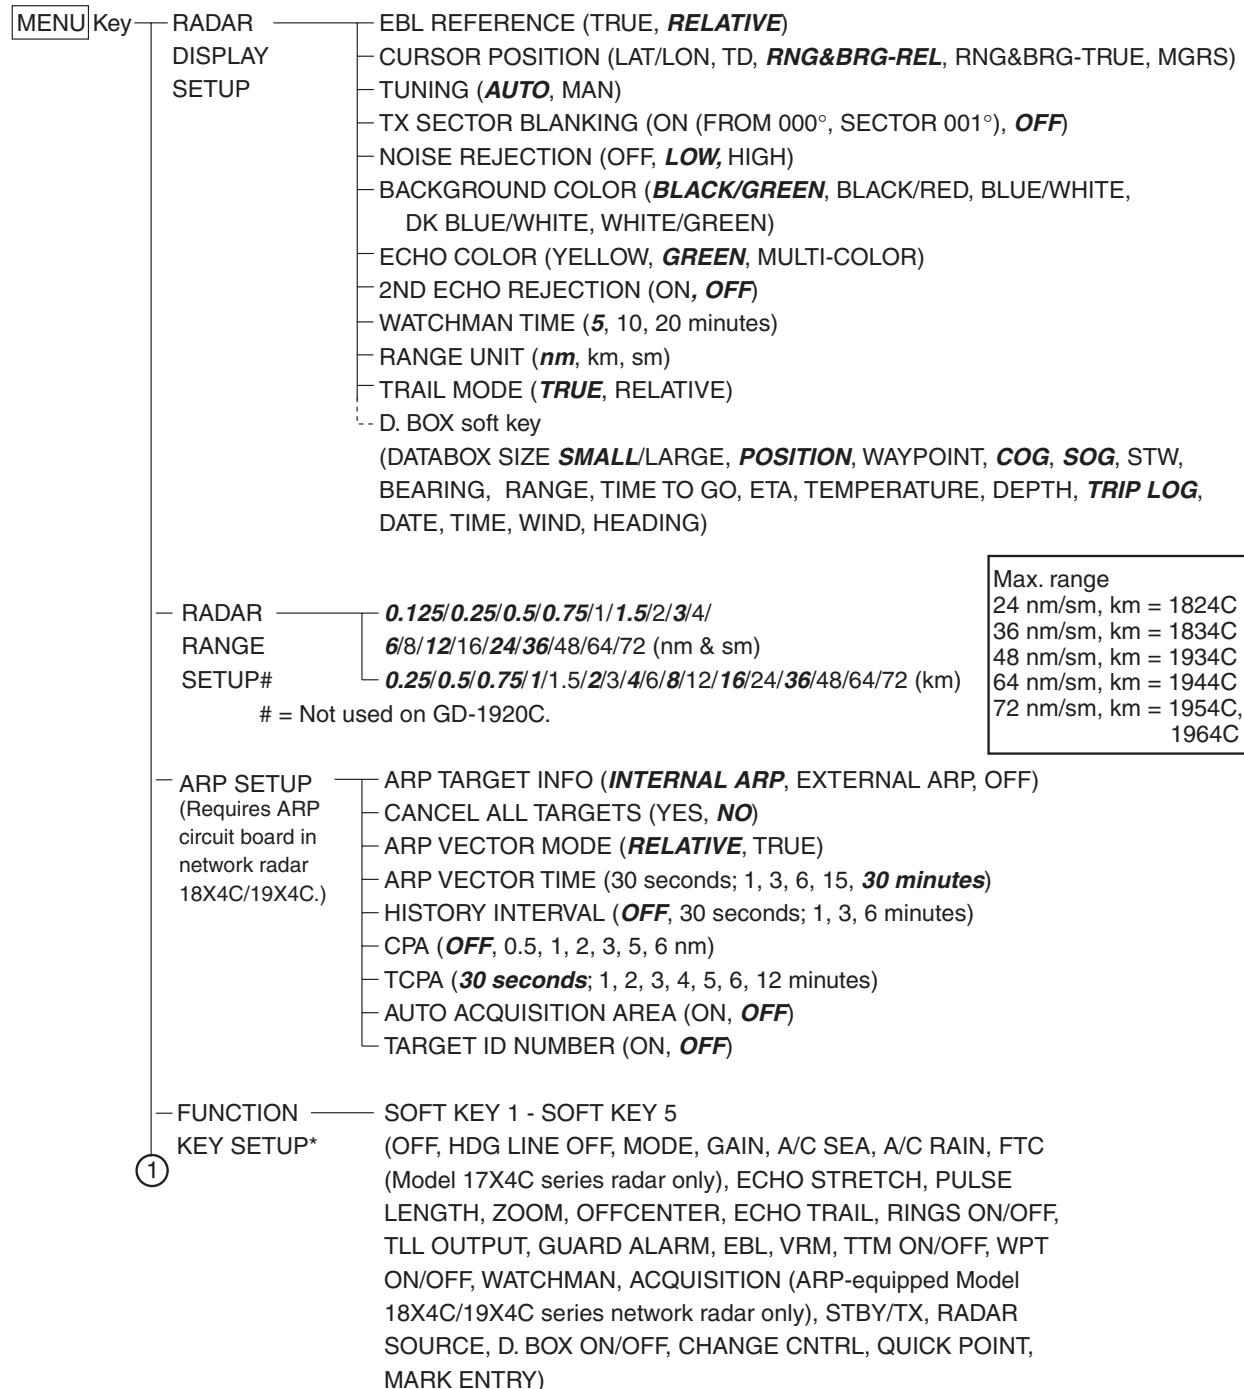 MENU Key
RADAR
DISPLAY
SETUP
EBL REFERENCE (TRUE, RELATIVE)
CURSOR POSITION (LAT/LON, TD, RNG&BRG-REL, RNG&BRG-TRUE, MGRS)
TUNING (AUTO, MAN)
TX SECTOR BLANKING (ON (FROM 000°, SECTOR 001°), OFF)
NOISE REJECTION (OFF, LOW, HIGH)
BACKGROUND COLOR (BLACK/GREEN, BLACK/RED, BLUE/WHITE,
DK BLUE/WHITE, WHITE/GREEN)
ECHO COLOR (YELLOW, GREEN, MULTI-COLOR)
2ND ECHO REJECTION (ON, OFF)
WATCHMAN TIME (5, 10, 20 minutes)
RANGE UNIT (nm, km, sm)
TRAIL MODE (TRUE, RELATIVE)
D. BOX soft key
(DATABOX SIZE SMALL/LARGE, POSITION, WAYPOINT, COG, SOG, STW,
BEARING, RANGE, TIME TO GO, ETA, TEMPERATURE, DEPTH, TRIP LOG,
DATE, TIME, WIND, HEADING)
RADAR
RANGE
SETUP#
0.125/0.25/0.5/0.75/1/1.5/2/3/4/
6/8/12/16/24/36/48/64/72 (nm & sm)
0.25/0.5/0.75/1/1.5/2/3/4/6/8/12/16/24/36/48/64/72 (km)
# = Not used on GD-1920C.
Max. range
24 nm/sm, km = 1824C
36 nm/sm, km = 1834C
48 nm/sm, km = 1934C
64 nm/sm, km = 1944C
72 nm/sm, km = 1954C,
1964C
ARP SETUP
(Requires ARP
circuit board in
network radar
18X4C/19X4C.)
ARP TARGET INFO (INTERNAL ARP, EXTERNAL ARP, OFF)
CANCEL ALL TARGETS (YES, NO)
ARP VECTOR MODE (RELATIVE, TRUE)
ARP VECTOR TIME (30 seconds; 1, 3, 6, 15, 30 minutes)
HISTORY INTERVAL (OFF, 30 seconds; 1, 3, 6 minutes)
CPA (OFF, 0.5, 1, 2, 3, 5, 6 nm)
TCPA (30 seconds; 1, 2, 3, 4, 5, 6, 12 minutes)
AUTO ACQUISITION AREA (ON, OFF)
TARGET ID NUMBER (ON, OFF)
FUNCTION
KEY SETUP*
1
SOFT KEY 1 - SOFT KEY 5
(OFF, HDG LINE OFF, MODE, GAIN, A/C SEA, A/C RAIN, FTC
(Model 17X4C series radar only), ECHO STRETCH, PULSE
LENGTH, ZOOM, OFFCENTER, ECHO TRAIL, RINGS ON/OFF,
TLL OUTPUT, GUARD ALARM, EBL, VRM, TTM ON/OFF, WPT
ON/OFF, WATCHMAN, ACQUISITION (ARP-equipped Model
18X4C/19X4C series network radar only), STBY/TX, RADAR
SOURCE, D. BOX ON/OFF, CHANGE CNTRL, QUICK POINT,
MARK ENTRY)